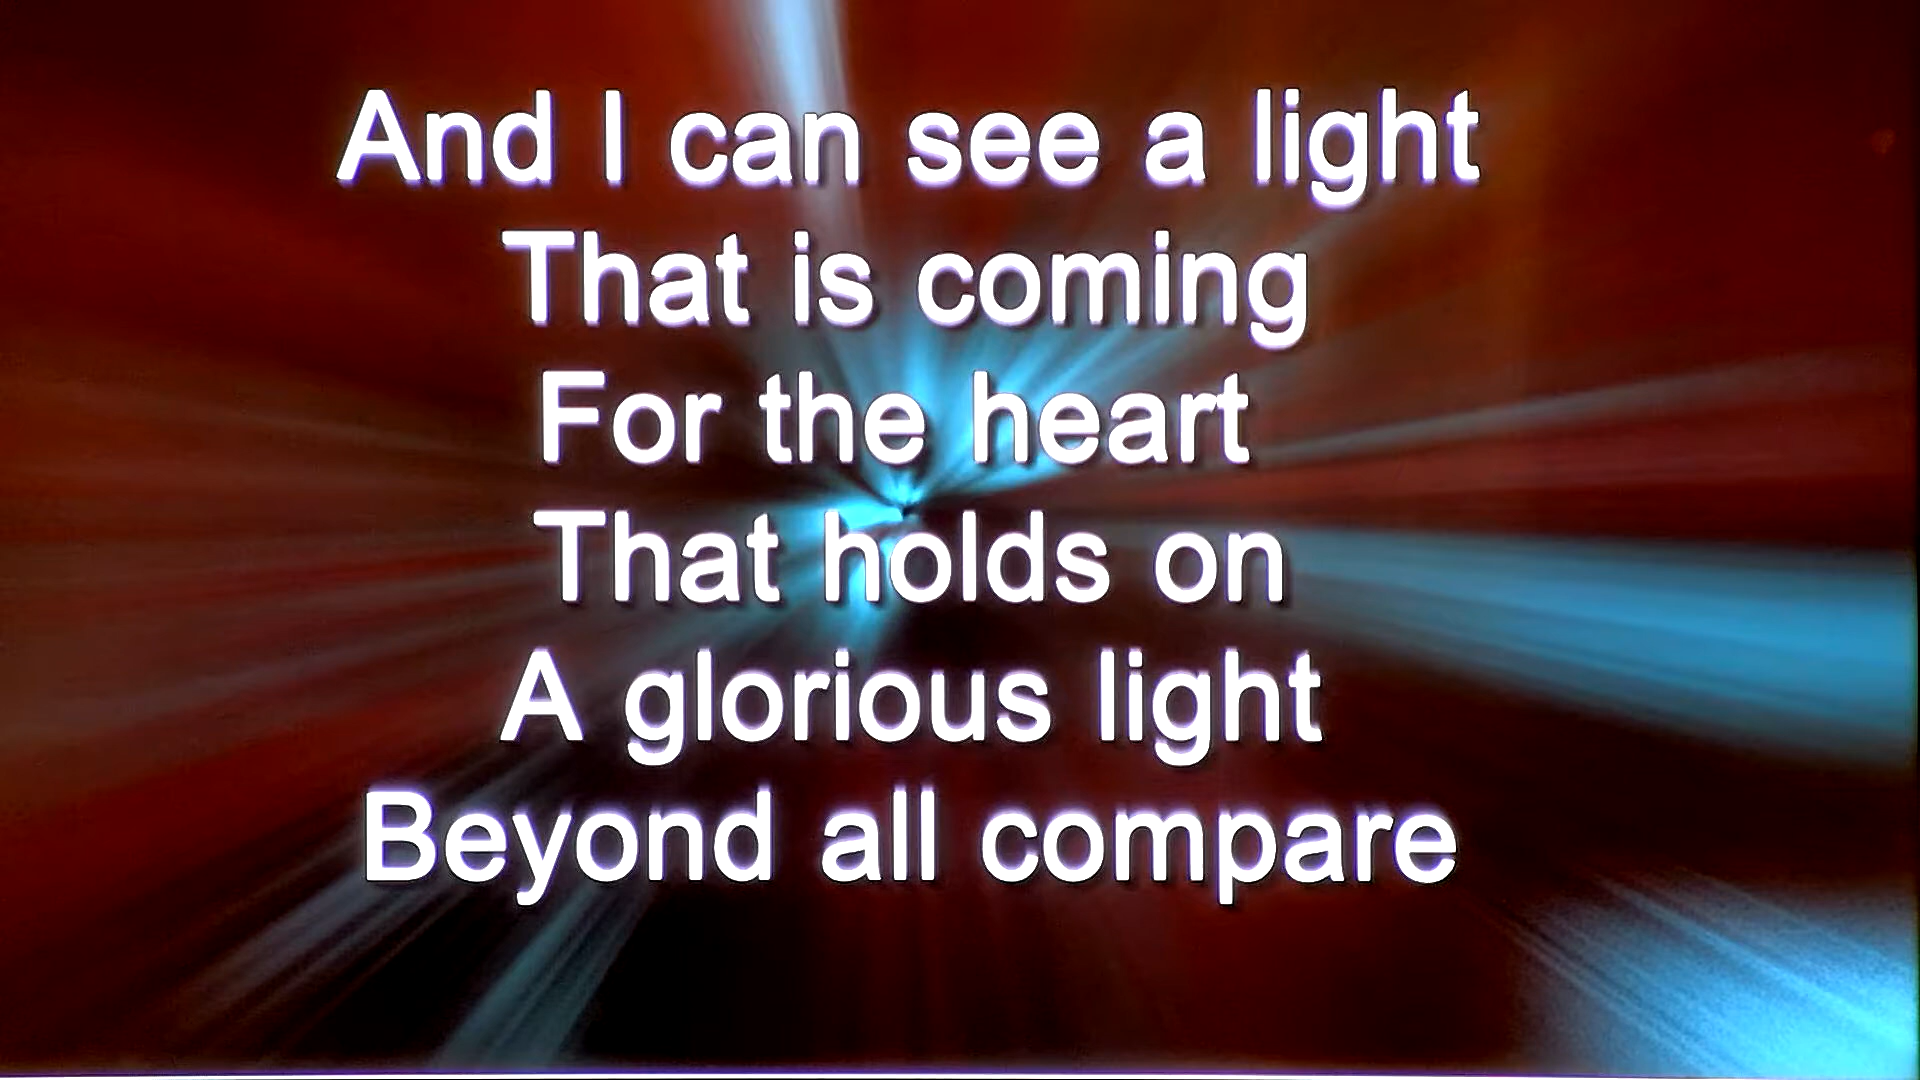 And I can see a light
That is coming
For the heart
That holds on
A glorious light
Beyond all compare